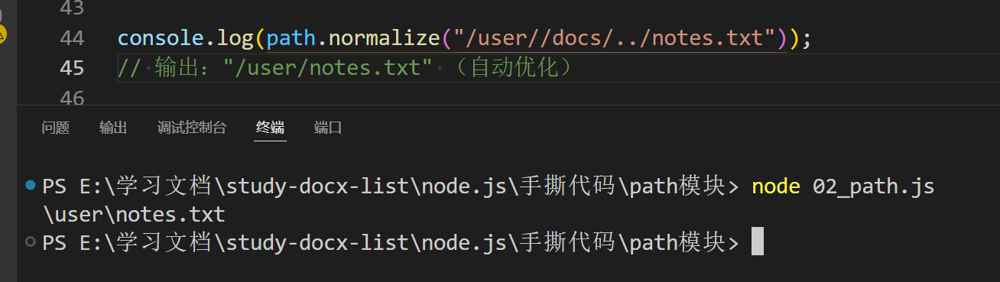 43
44 console.log(path.normalize("/user//docs/../notes.txt"));
45 // 输出："/user/notes.txt" （自动优化）
46
问题 输出 调试控制台 终端 端口
PS E:\学习文档\study-docx-list\node.js\手撕代码\path模块> node 02_path.js
\user\notes.txt
PS E:\学习文档\study-docx-list\node.js\手撕代码\path模块>